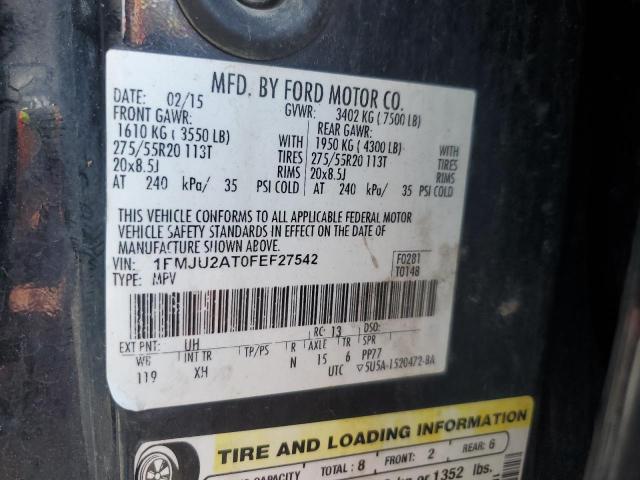 MFD. BY FORD MOTOR CO.
DATE: 02/15 GVWR: 3402 KG (7500 LB)
FRONT GAWR: REAR GAWR:
1610 KG (3550 LB) WITH 1950 KG (4300 LB) WITH
275/55R20 113T TIRES 275/55R20 113T TIRES
20x8.5J RIMS 20x8.5J RIMS
AT 240 kPa/ 35 PSI COLD AT 240 kPa/ 35 PSI COLD
THIS VEHICLE CONFORMS TO ALL APPLICABLE FEDERAL MOTOR
VEHICLE SAFETY STANDARDS IN EFFECT ON THE DATE OF
MANUFACTURE SHOWN ABOVE.
VIN: 1FMJU2AT0FEF27542 F0281
TYPE: MPV T0148
EXT PNT: UH RC: 13 DSO:
WB INT TR TP/PS R AXLE TR SPR
119 XH N 15 6 PP77
UTC 5U5A-1520472-BA
TIRE AND LOADING INFORMATION
CAPACITY TOTAL: 8 FRONT: 2 REAR: 6
kg or 1352 lbs.